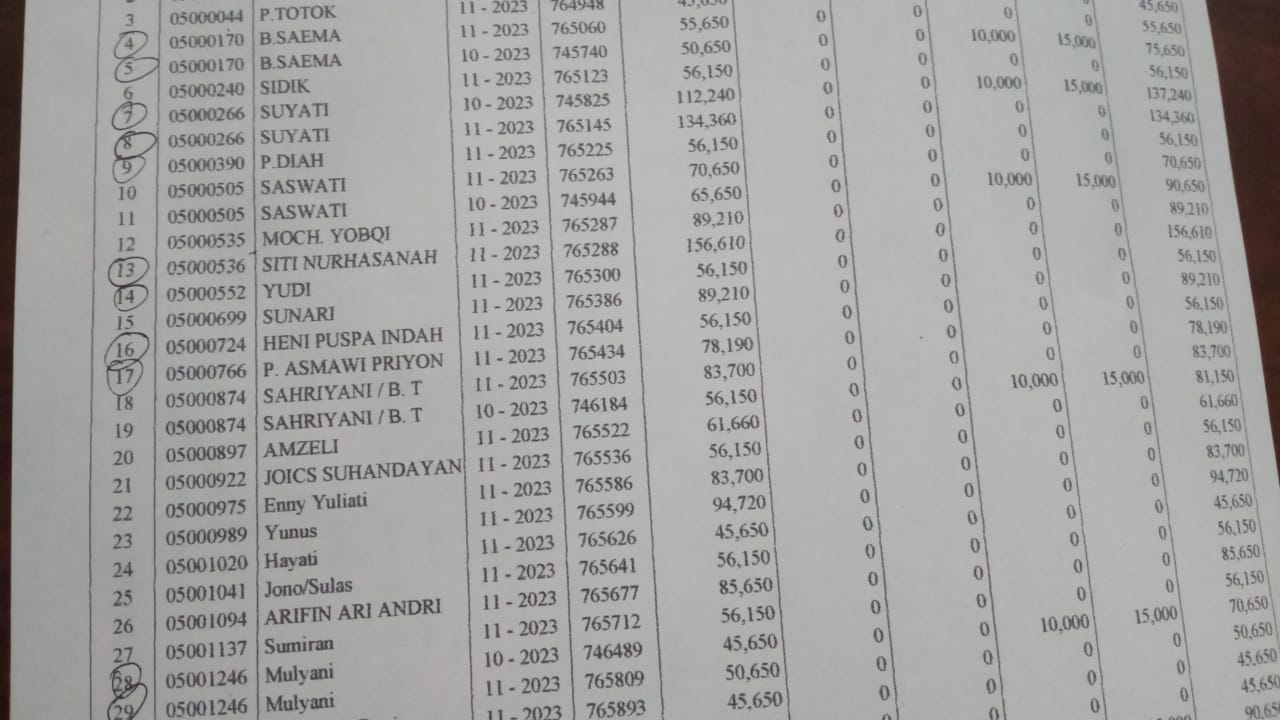 3 05000044 P.TOTOK 11 - 2023 764948 45,650 0 0 0 0 45,650
4 05000170 B.SAEMA 11 - 2023 765060 55,650 0 0 0 0 55,650
5 05000170 B.SAEMA 10 - 2023 745740 50,650 0 0 10,000 15,000 75,650
6 05000240 SIDIK 11 - 2023 765123 56,150 0 0 0 0 56,150
7 05000266 SUYATI 10 - 2023 745825 112,240 0 0 10,000 15,000 137,240
8 05000266 SUYATI 11 - 2023 765145 134,360 0 0 0 0 134,360
9 05000390 P.DIAH 11 - 2023 765225 56,150 0 0 0 0 56,150
10 05000505 SASWATI 11 - 2023 765263 70,650 0 0 0 0 70,650
11 05000505 SASWATI 10 - 2023 745944 65,650 0 0 10,000 15,000 90,650
12 05000535 MOCH. YOBQI 11 - 2023 765287 89,210 0 0 0 0 89,210
13 05000536 SITI NURHASANAH 11 - 2023 765288 156,610 0 0 0 0 156,610
14 05000552 YUDI 11 - 2023 765300 56,150 0 0 0 0 56,150
15 05000699 SUNARI 11 - 2023 765386 89,210 0 0 0 0 89,210
16 05000724 HENI PUSPA INDAH 11 - 2023 765404 56,150 0 0 0 0 56,150
17 05000766 P. ASMAWI PRIYON 11 - 2023 765434 78,190 0 0 0 0 78,190
18 05000874 SAHRIYANI / B. T 11 - 2023 765503 83,700 0 0 0 0 83,700
19 05000874 SAHRIYANI / B. T 10 - 2023 746184 56,150 0 0 10,000 15,000 81,150
20 05000897 AMZELI 11 - 2023 765522 61,660 0 0 0 0 61,660
21 05000922 JOICS SUHANDAYAN 11 - 2023 765536 56,150 0 0 0 0 56,150
22 05000975 Enny Yuliati 11 - 2023 765586 83,700 0 0 0 0 83,700
23 05000989 Yunus 11 - 2023 765599 94,720 0 0 0 0 94,720
24 05001020 Hayati 11 - 2023 765626 45,650 0 0 0 0 45,650
25 05001041 Jono/Sulas 11 - 2023 765641 56,150 0 0 0 0 56,150
26 05001094 ARIFIN ARI ANDRI 11 - 2023 765677 85,650 0 0 0 0 85,650
27 05001137 Sumiran 11 - 2023 765712 56,150 0 0 0 0 56,150
28 05001246 Mulyani 10 - 2023 746489 45,650 0 0 10,000 15,000 70,650
29 05001246 Mulyani 11 - 2023 765809 50,650 0 0 0 0 50,650
11 - 2023 765893 45,650 0 0 0 0 45,650